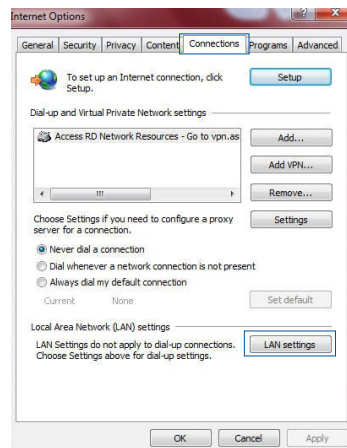 Internet Options
General Security Privacy Content Connections Programs Advanced
To set up an Internet connection, click
Setup.
Setup
Dial-up and Virtual Private Network settings
Access RD Network Resources - Go to vpn.as
Add...
Add VPN...
Remove...
Choose Settings if you need to configure a proxy
server for a connection.
Settings
Never dial a connection
Dial whenever a network connection is not present
Always dial my default connection
Current None
Set default
Local Area Network (LAN) settings
LAN Settings do not apply to dial-up connections.
Choose Settings above for dial-up settings.
LAN settings
OK Cancel Apply